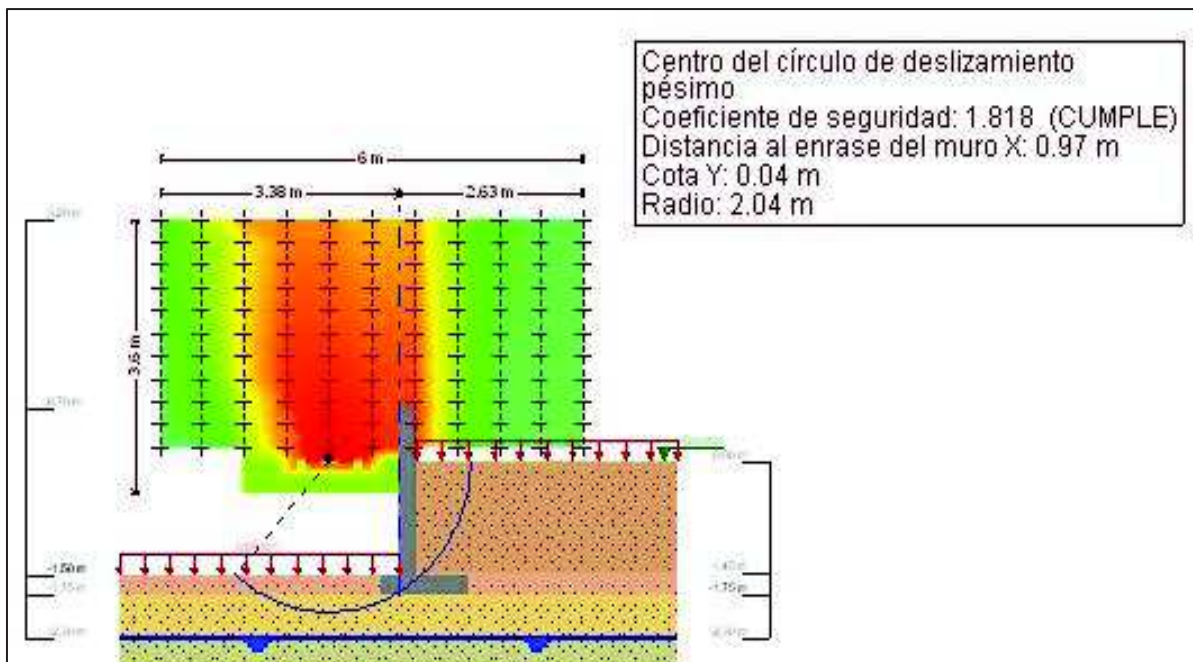 Centro del círculo de deslizamiento
pésimo
Coeficiente de seguridad: 1.818 (CUMPLE)
Distancia al enrase del muro X: 0.97 m
Cota Y: 0.04 m
Radio: 2.04 m
6 m
3.38 m
2.63 m
3.6 m
-1.50 m